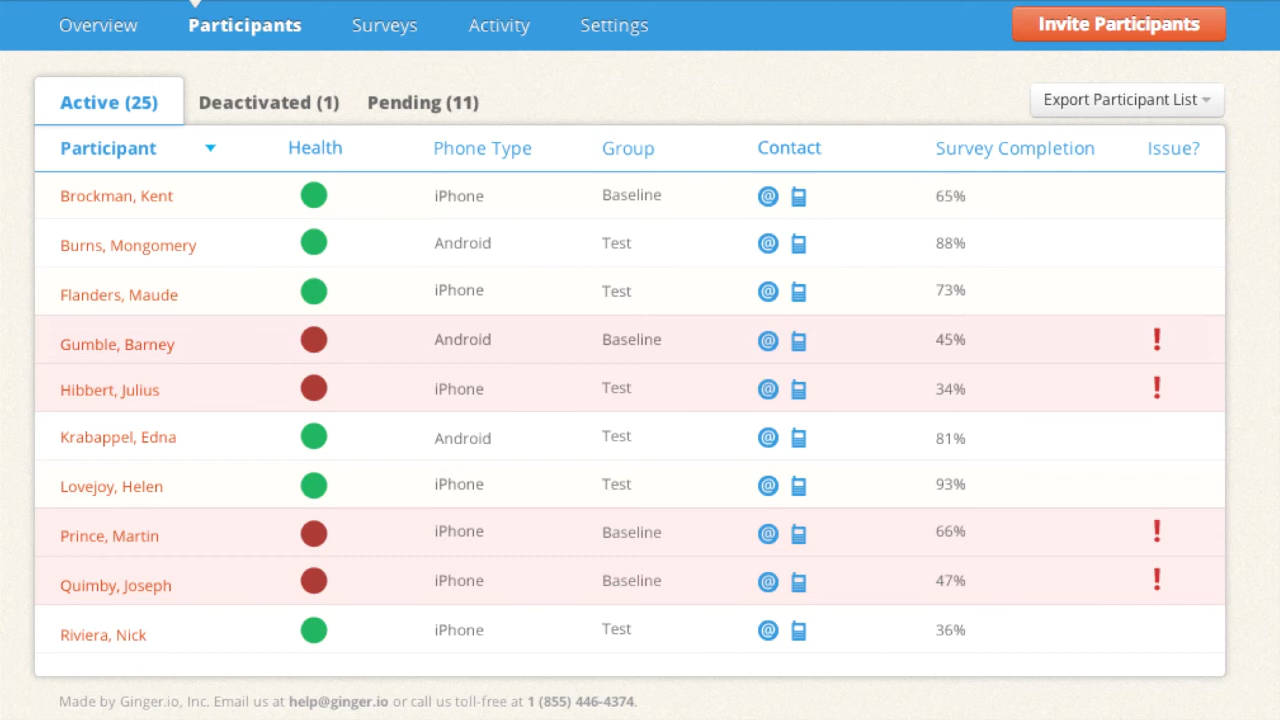 Overview Participants Surveys Activity Settings Invite Participants
Active (25) Deactivated (1) Pending (11) Export Participant List
Participant Health Phone Type Group Contact Survey Completion Issue?
Brockman, Kent iPhone Baseline @ 65%
Burns, Mongomery Android Test @ 88%
Flanders, Maude iPhone Test @ 73%
Gumble, Barney Android Baseline @ 45% !
Hibbert, Julius iPhone Test @ 34% !
Krabappel, Edna Android Test @ 81%
Lovejoy, Helen iPhone Test @ 93%
Prince, Martin iPhone Baseline @ 66% !
Quimby, Joseph iPhone Baseline @ 47% !
Riviera, Nick iPhone Test @ 36%
Made by Ginger.io, Inc. Email us at help@ginger.io or call us toll-free at 1 (855) 446-4374.